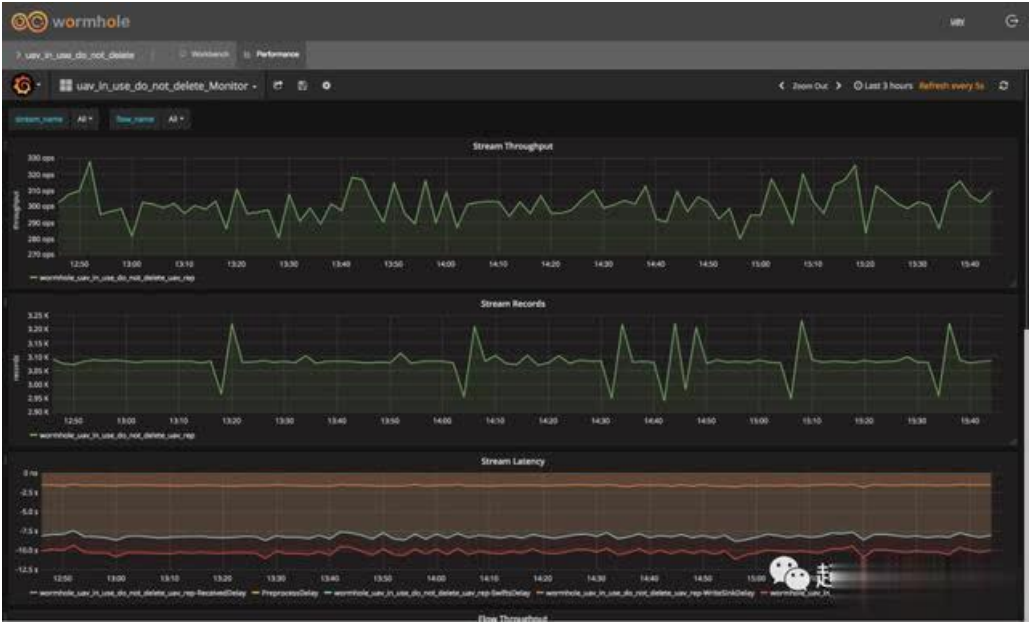 wormhole
uav
> uav_in_use_do_not_delete
Workbench
Performance
uav_in_use_do_not_delete_Monitor
Zoom Out
Last 3 hours Refresh every 5s
stream_name All flow_name All
Stream Throughput
330 ops
320 ops
310 ops
300 ops
290 ops
280 ops
270 ops
throughput
12:50 13:00 13:10 13:20 13:30 13:40 13:50 14:00 14:10 14:20 14:30 14:40 14:50 15:00 15:10 15:20 15:30 15:40
wormhole_uav_in_use_do_not_delete_uav_rep
Stream Records
3.25 K
3.20 K
3.15 K
3.10 K
3.05 K
3.00 K
2.95 K
2.90 K
records
12:50 13:00 13:10 13:20 13:30 13:40 13:50 14:00 14:10 14:20 14:30 14:40 14:50 15:00 15:10 15:20 15:30 15:40
wormhole_uav_in_use_do_not_delete_uav_rep
Stream Latency
0 ns
-2.5 s
-5.0 s
-7.5 s
-10.0 s
-12.5 s
12:50 13:00 13:10 13:20 13:30 13:40 13:50 14:00 14:10 14:20 14:30 14:40 14:50 15:00
wormhole_uav_in_use_do_not_delete_uav_rep-ReceivedDelay PreprocessDelay wormhole_uav_in_use_do_not_delete_uav_rep-SwiftsDelay wormhole_uav_in_use_do_not_delete_uav_rep-WriteSinkDelay wormhole_uav_in
Flow Throughput